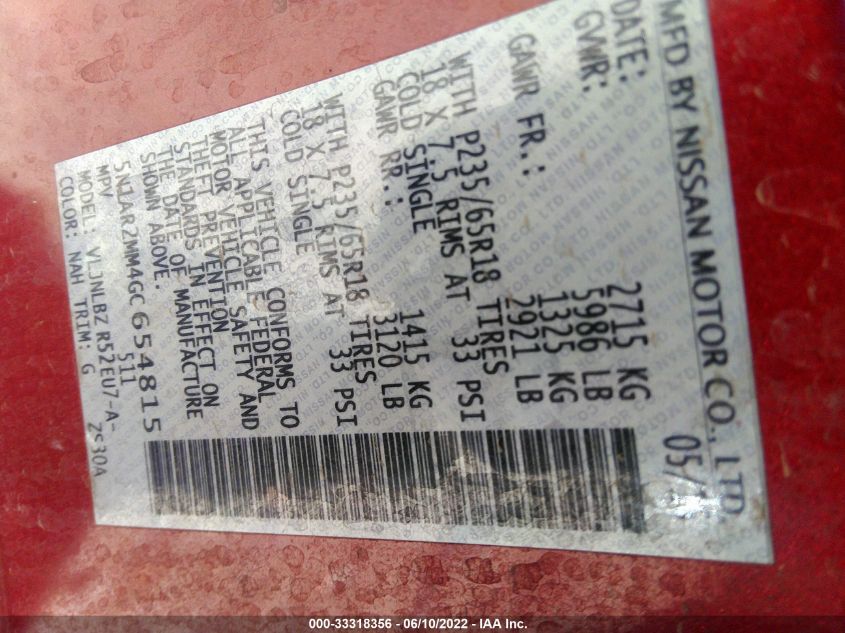 MFD BY NISSAN MOTOR CO., LTD.
DATE: 05/
GVWR: 2715 KG
5986 LB
GAWR FR.: 1325 KG
2921 LB
WITH P235/65R18 TIRES
18 X 7.5 RIMS AT 33 PSI
COLD SINGLE
GAWR RR.: 1415 KG
3120 LB
WITH P235/65R18 TIRES
18 X 7.5 RIMS AT 33 PSI
COLD SINGLE
THIS VEHICLE CONFORMS TO
ALL APPLICABLE FEDERAL
MOTOR VEHICLE SAFETY AND
THEFT PREVENTION
STANDARDS IN EFFECT ON
THE DATE OF MANUFACTURE
SHOWN ABOVE.
5N1AR2MM4GC654815
MPV 511
MODEL: VLJNLBZ R52EU7-A-
COLOR: NAH TRIM: G ZS30A
000-33318356 - 06/10/2022 - IAA Inc.